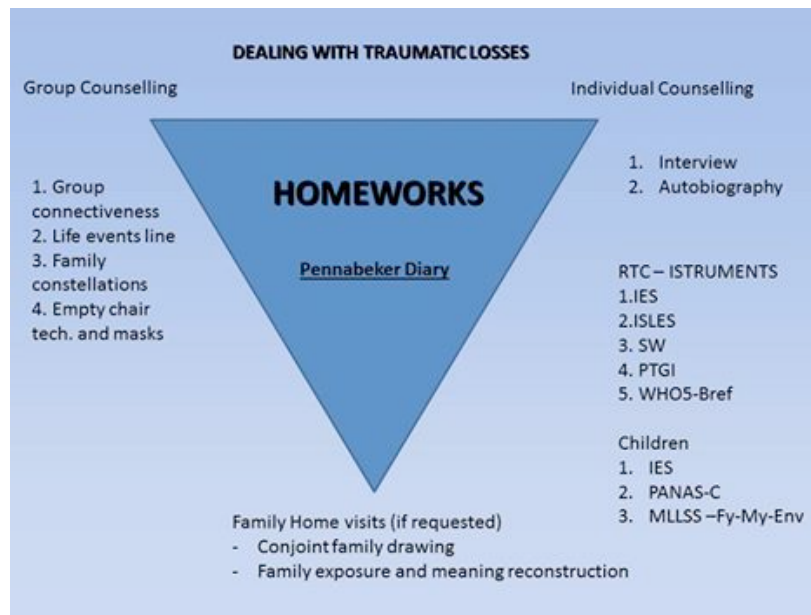 DEALING WITH TRAUMATIC LOSSES
Group Counselling
Individual Counselling
HOMEWORKS
Pennabeker Diary
1. Group
connectiveness
2. Life events line
3. Family
constellations
4. Empty chair
tech. and masks
1. Interview
2. Autobiography
RTC – ISTRUMENTS
1.IES
2.ISLES
3. SW
4. PTGI
5. WHO5-Bref
Children
1. IES
2. PANAS-C
3. MLLSS –Fy-My-Env
Family Home visits (if requested)
- Conjoint family drawing
- Family exposure and meaning reconstruction